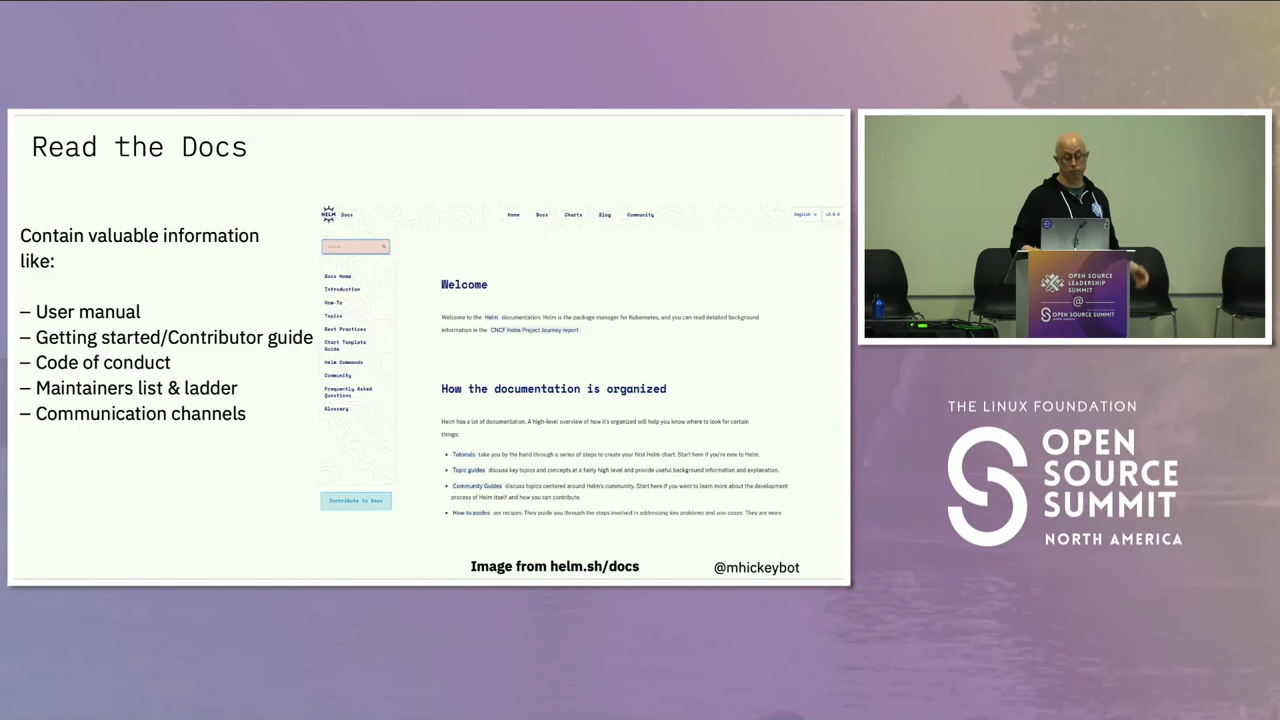 Read the Docs
Contain valuable information
like:
– User manual
– Getting started/Contributor guide
– Code of conduct
– Maintainers list & ladder
– Communication channels
HELM Docs
Home Docs Charts Blog Community
English
Docs Home
Introduction
How-To
Topics
Best Practices
Chart Template
Guide
Helm Commands
Community
Frequently Asked
Questions
Glossary
Contribute to Docs
Welcome
Welcome to the Helm documentation. Helm is the package manager for Kubernetes, and you can read detailed background
information in the CNCF Helm Project Journey report .
How the documentation is organized
Helm has a lot of documentation. A high-level overview of how it's organized will help you know where to look for certain
things:
• Tutorials take you by the hand through a series of steps to create your first Helm chart. Start here if you're new to Helm.
• Topic guides discuss key topics and concepts at a fairly high level and provide useful background information and explanation.
• Community Guides discuss topics centered around Helm's community. Start here if you want to learn more about the development
process of Helm itself and how you can contribute.
• How-to guides are recipes. They guide you through the steps involved in addressing key problems and use-cases. They are more
Image from helm.sh/docs
@mhickeybot
OPEN SOURCE
LEADERSHIP
SUMMIT
@
OPEN SOURCE SUMMIT
NORTH AMERICA
THE LINUX FOUNDATION
OPEN
SOURCE
SUMMIT
NORTH AMERICA